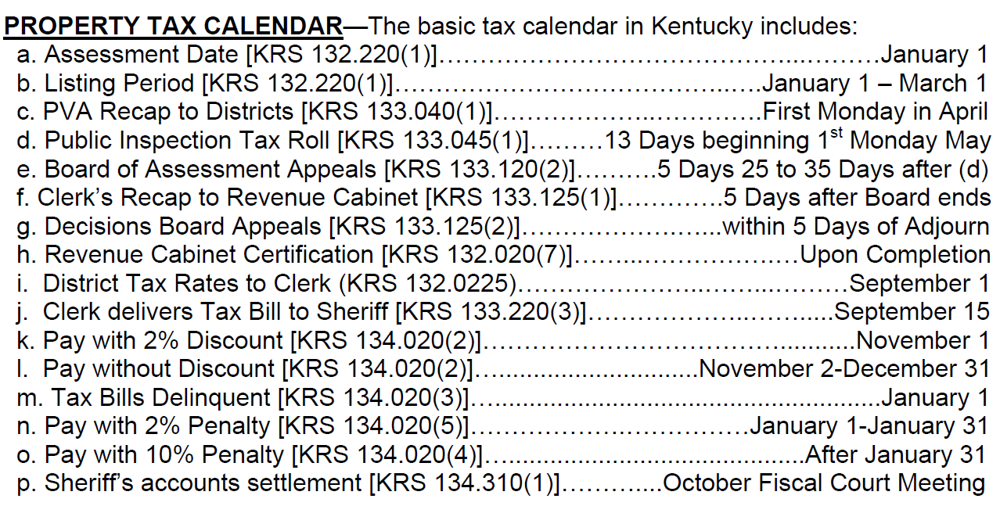 PROPERTY TAX CALENDAR—The basic tax calendar in Kentucky includes:
a. Assessment Date [KRS 132.220(1)]……………………………………....………January 1
b. Listing Period [KRS 132.220(1)]…………………………………..….January 1 – March 1
c. PVA Recap to Districts [KRS 133.040(1)]………………..………….First Monday in April
d. Public Inspection Tax Roll [KRS 133.045(1)]………13 Days beginning 1st Monday May
e. Board of Assessment Appeals [KRS 133.120(2)]……….5 Days 25 to 35 Days after (d)
f. Clerk’s Recap to Revenue Cabinet [KRS 133.125(1)]………….5 Days after Board ends
g. Decisions Board Appeals [KRS 133.125(2)]………………..…...within 5 Days of Adjourn
h. Revenue Cabinet Certification [KRS 132.020(7)]……...……………….…Upon Completion
i. District Tax Rates to Clerk (KRS 132.0225)…………………..……...…………September 1
j. Clerk delivers Tax Bill to Sheriff [KRS 133.220(3)]………………..…….....September 15
k. Pay with 2% Discount [KRS 134.020(2)]………………………………...........November 1
l. Pay without Discount [KRS 134.020(2)]…............................November 2-December 31
m. Tax Bills Delinquent [KRS 134.020(3)]…......................................................January 1
n. Pay with 2% Penalty [KRS 134.020(5)]………………..…………….January 1-January 31
o. Pay with 10% Penalty [KRS 134.020(4)]….........................................After January 31
p. Sheriff’s accounts settlement [KRS 134.310(1)]………....October Fiscal Court Meeting